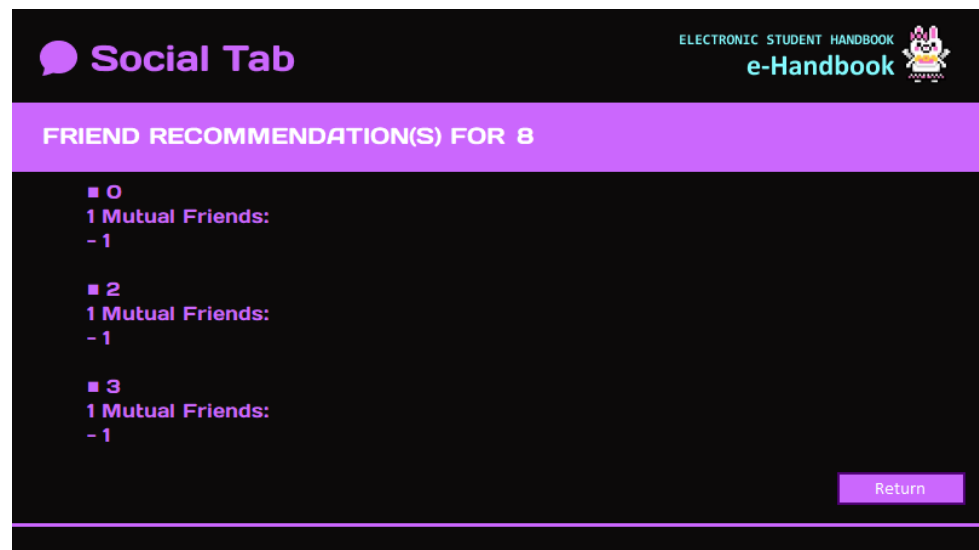 Social Tab
ELECTRONIC STUDENT HANDBOOK
e-Handbook
FRIEND RECOMMENDATION(S) FOR 8
■ 0
1 Mutual Friends:
- 1
■ 2
1 Mutual Friends:
- 1
■ 3
1 Mutual Friends:
- 1
Return